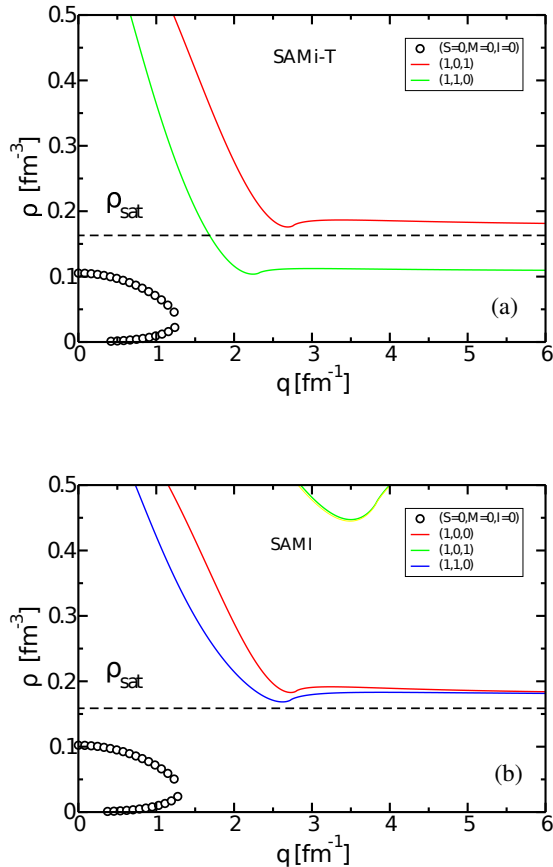 0.5
SAMi-T
(S=0,M=0,I=0)
(1,0,1)
(1,1,0)
0.4
0.3
ρ [fm⁻³]
0.2
ρsat
0.1
(a)
0
0 1 2 3 4 5 6
q [fm⁻¹]
0.5
SAMI
(S=0,M=0,I=0)
(1,0,0)
(1,0,1)
(1,1,0)
0.4
0.3
ρ [fm⁻³]
0.2
ρsat
0.1
(b)
0
0 1 2 3 4 5 6
q [fm⁻¹]